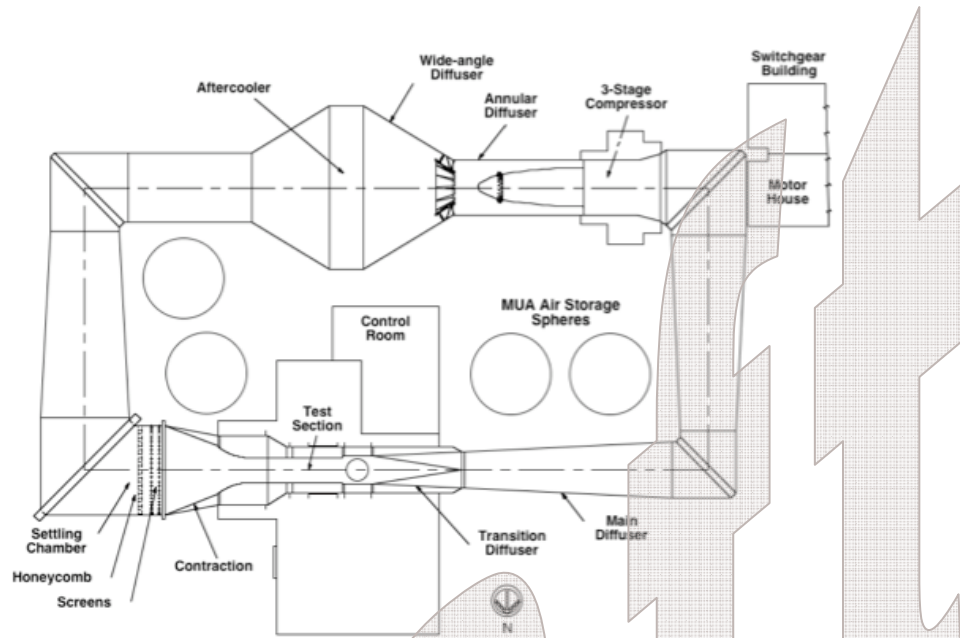 Switchgear
Building
Wide-angle
Diffuser
Aftercooler
Annular
Diffuser
3-Stage
Compressor
Motor
House
MUA Air Storage
Spheres
Control
Room
Test
Section
Settling
Chamber
Main
Diffuser
Transition
Diffuser
Contraction
Honeycomb
Screens
N